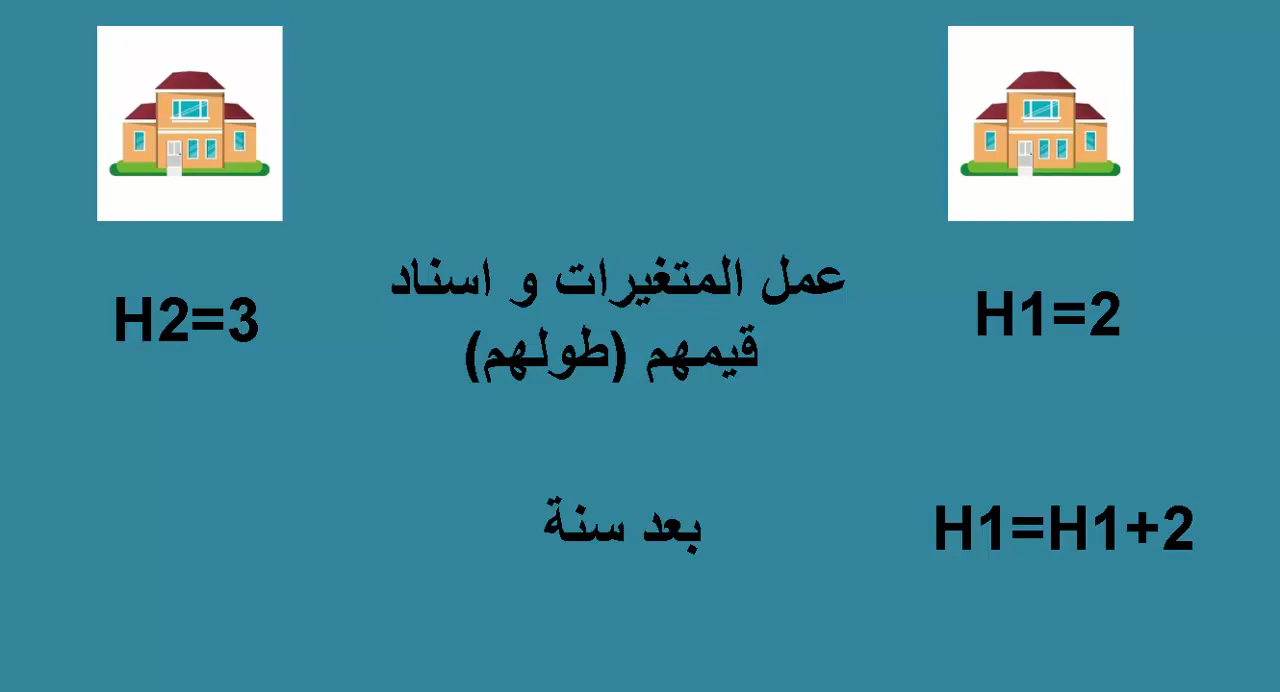 H1=2
عمل المتغيرات و اسناد
قيمهم (طولهم)
H2=3
H1=H1+2
بعد سنة